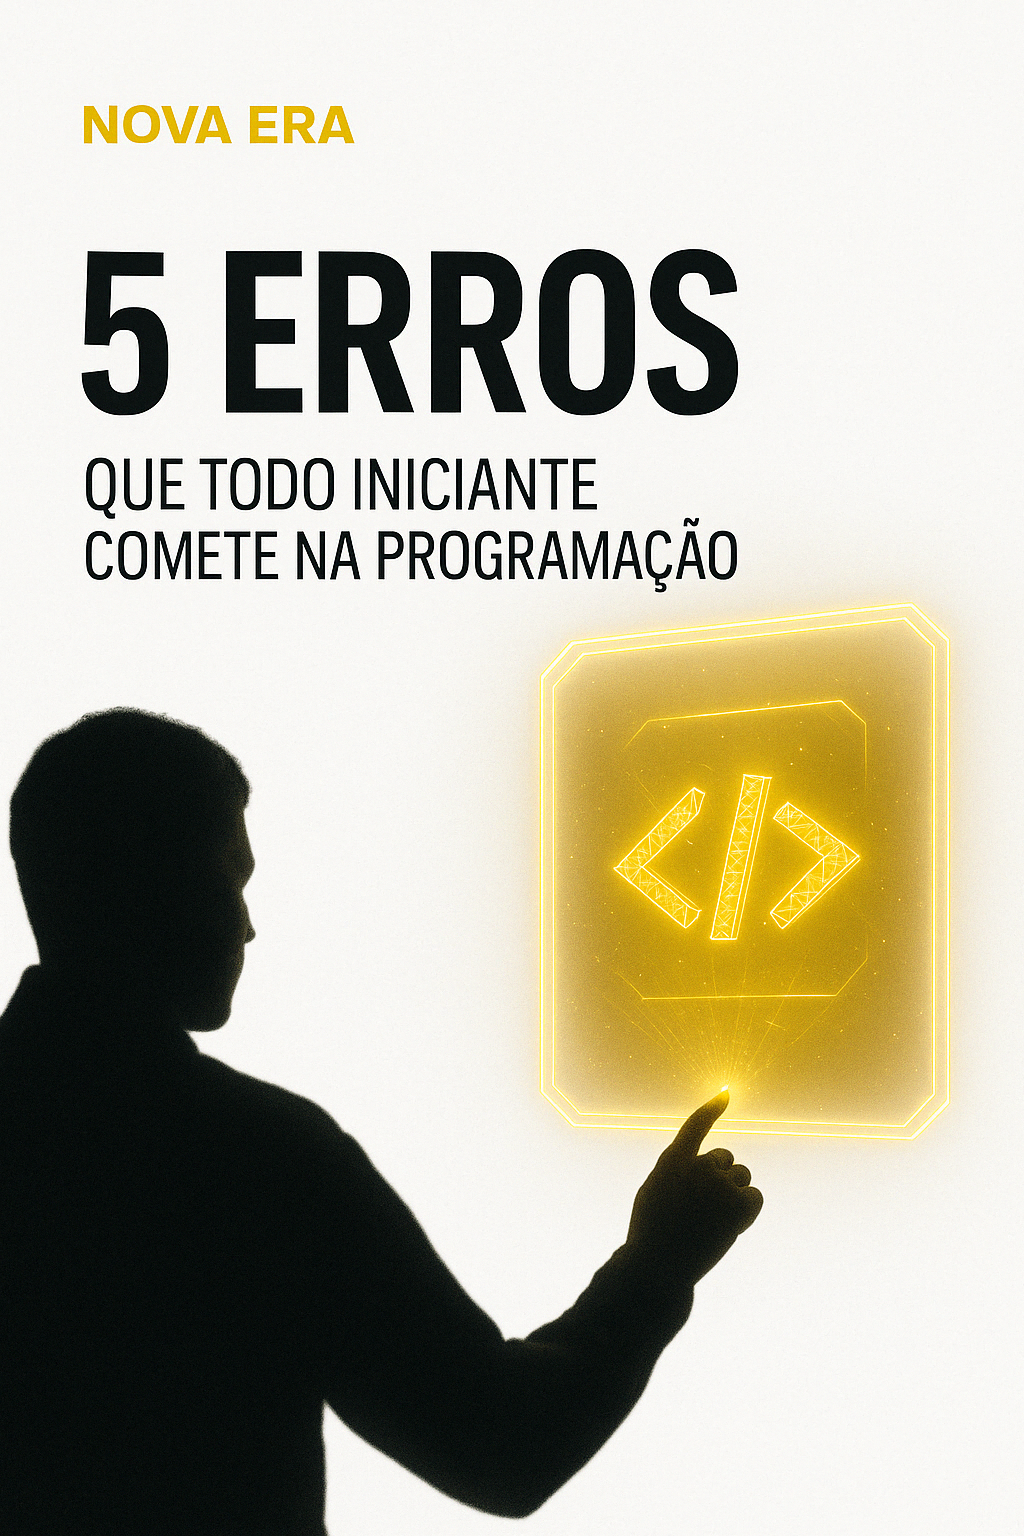 NOVA ERA
5 ERROS
QUE TODO INICIANTE
COMETE NA PROGRAMAÇÃO
</>